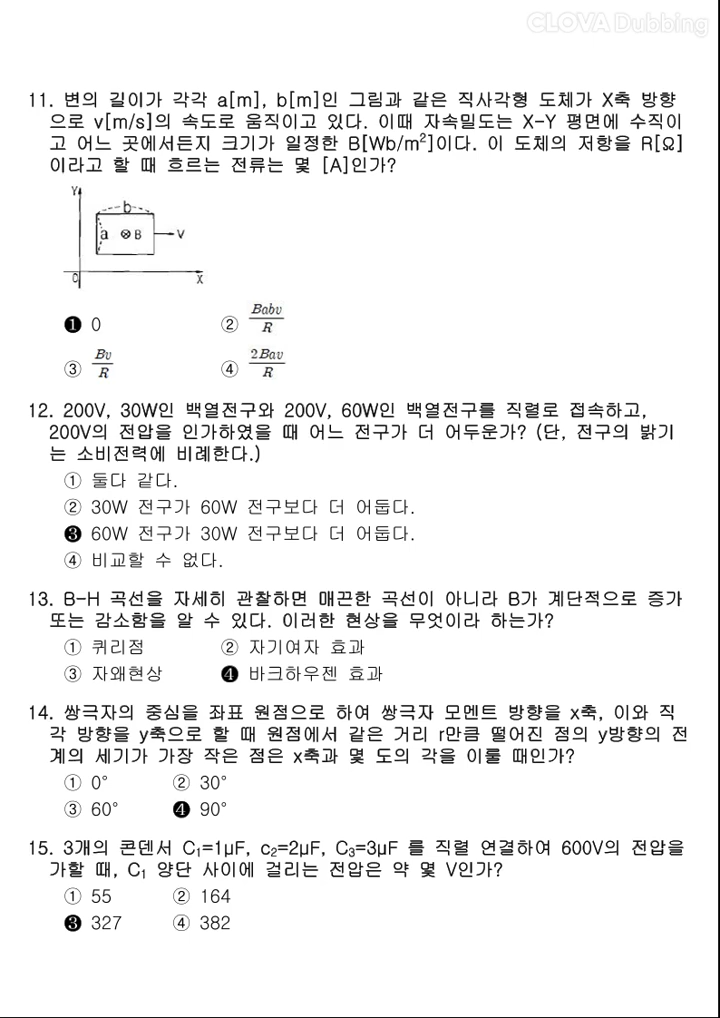 CLOVA Dubbing
11. 변의 길이가 각각 a[m], b[m]인 그림과 같은 직사각형 도체가 X축 방향
으로 v[m/s]의 속도로 움직이고 있다. 이때 자속밀도는 X-Y 평면에 수직이
고 어느 곳에서든지 크기가 일정한 B[Wb/m²]이다. 이 도체의 저항을 R[Ω]
이라고 할 때 흐르는 전류는 몇 [A]인가?
Y
b
a ⊗ B V
0 X
❶ 0 ② Babv/R
③ Bv/R ④ 2Bav/R
12. 200V, 30W인 백열전구와 200V, 60W인 백열전구를 직렬로 접속하고,
200V의 전압을 인가하였을 때 어느 전구가 더 어두운가? (단, 전구의 밝기
는 소비전력에 비례한다.)
① 둘다 같다.
② 30W 전구가 60W 전구보다 더 어둡다.
❸ 60W 전구가 30W 전구보다 더 어둡다.
④ 비교할 수 없다.
13. B-H 곡선을 자세히 관찰하면 매끈한 곡선이 아니라 B가 계단적으로 증가
또는 감소함을 알 수 있다. 이러한 현상을 무엇이라 하는가?
① 퀴리점 ② 자기여자 효과
③ 자왜현상 ❹ 바크하우젠 효과
14. 쌍극자의 중심을 좌표 원점으로 하여 쌍극자 모멘트 방향을 x축, 이와 직
각 방향을 y축으로 할 때 원점에서 같은 거리 r만큼 떨어진 점의 y방향의 전
계의 세기가 가장 작은 점은 x축과 몇 도의 각을 이룰 때인가?
① 0° ② 30°
③ 60° ❹ 90°
15. 3개의 콘덴서 C₁=1μF, c₂=2μF, C₃=3μF 를 직렬 연결하여 600V의 전압을
가할 때, C₁ 양단 사이에 걸리는 전압은 약 몇 V인가?
① 55 ② 164
❸ 327 ④ 382